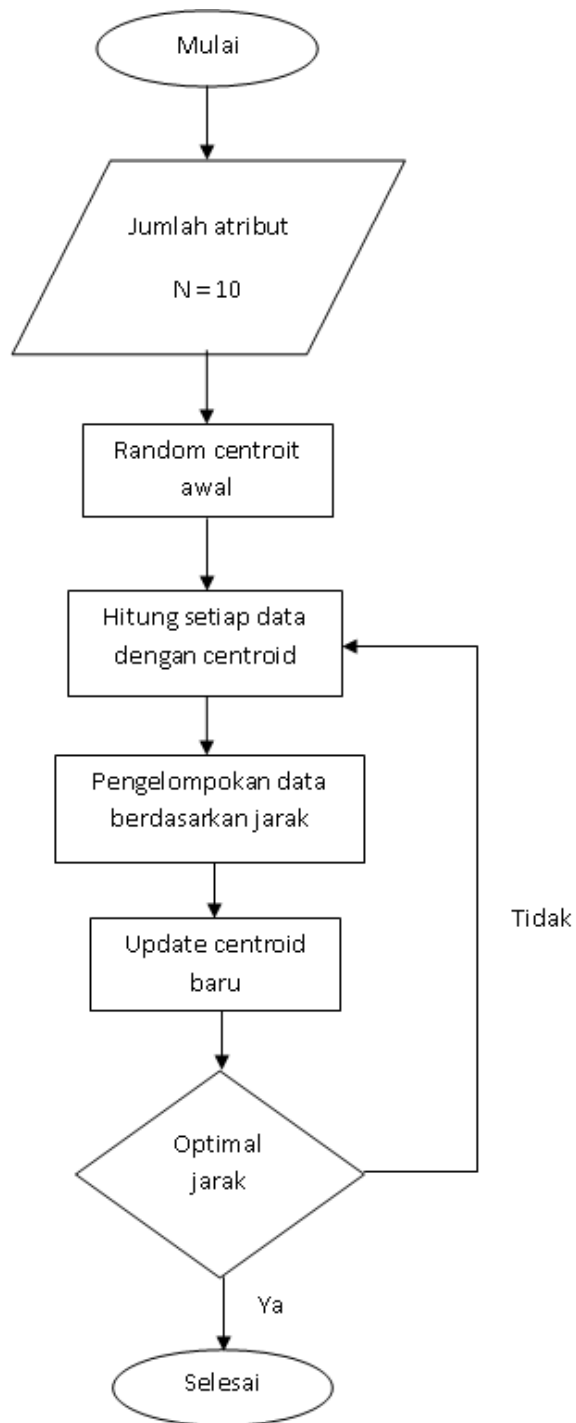 Mulai
Jumlah atribut
N = 10
Random centroit
awal
Hitung setiap data
dengan centroid
Pengelompokan data
berdasarkan jarak
Update centroid
baru
Tidak
Optimal
jarak
Ya
Selesai